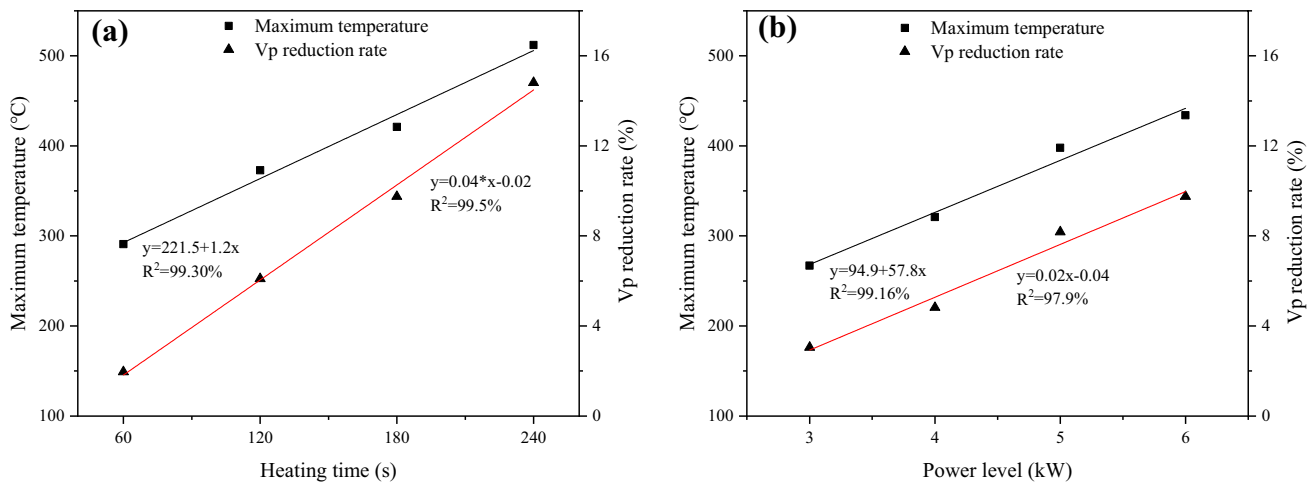 (a)
Maximum temperature
Vp reduction rate
Maximum temperature (°C)
500
400
300
200
100
y=221.5+1.2x
R²=99.30%
y=0.04*x-0.02
R²=99.5%
16
12
8
4
0
Vp reduction rate (%)
60 120 180 240
Heating time (s)
(b)
Maximum temperature
Vp reduction rate
Maximum temperature (°C)
500
400
300
200
100
y=94.9+57.8x
R²=99.16%
y=0.02x-0.04
R²=97.9%
16
12
8
4
0
Vp reduction rate (%)
3 4 5 6
Power level (kW)